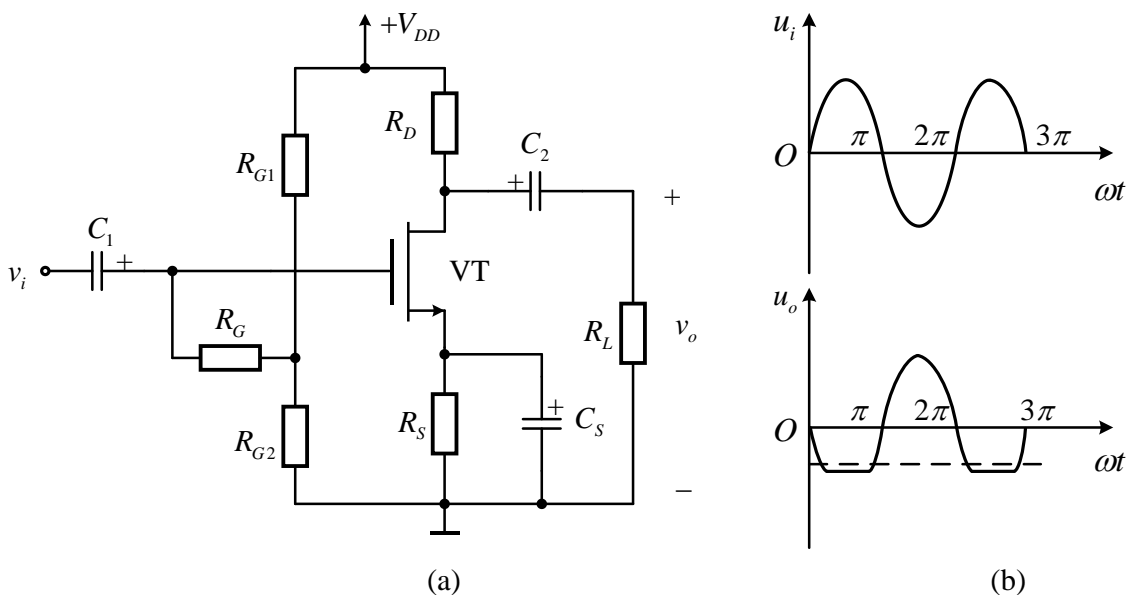 +V_DD
R_D
C_2
+
R_G1
+
C_1
+
v_i
VT
R_G
R_L
v_o
R_S
+
C_S
R_G2
−
(a)
u_i
π 2π 3π
O
ωt
u_o
π 2π 3π
O
ωt
(b)